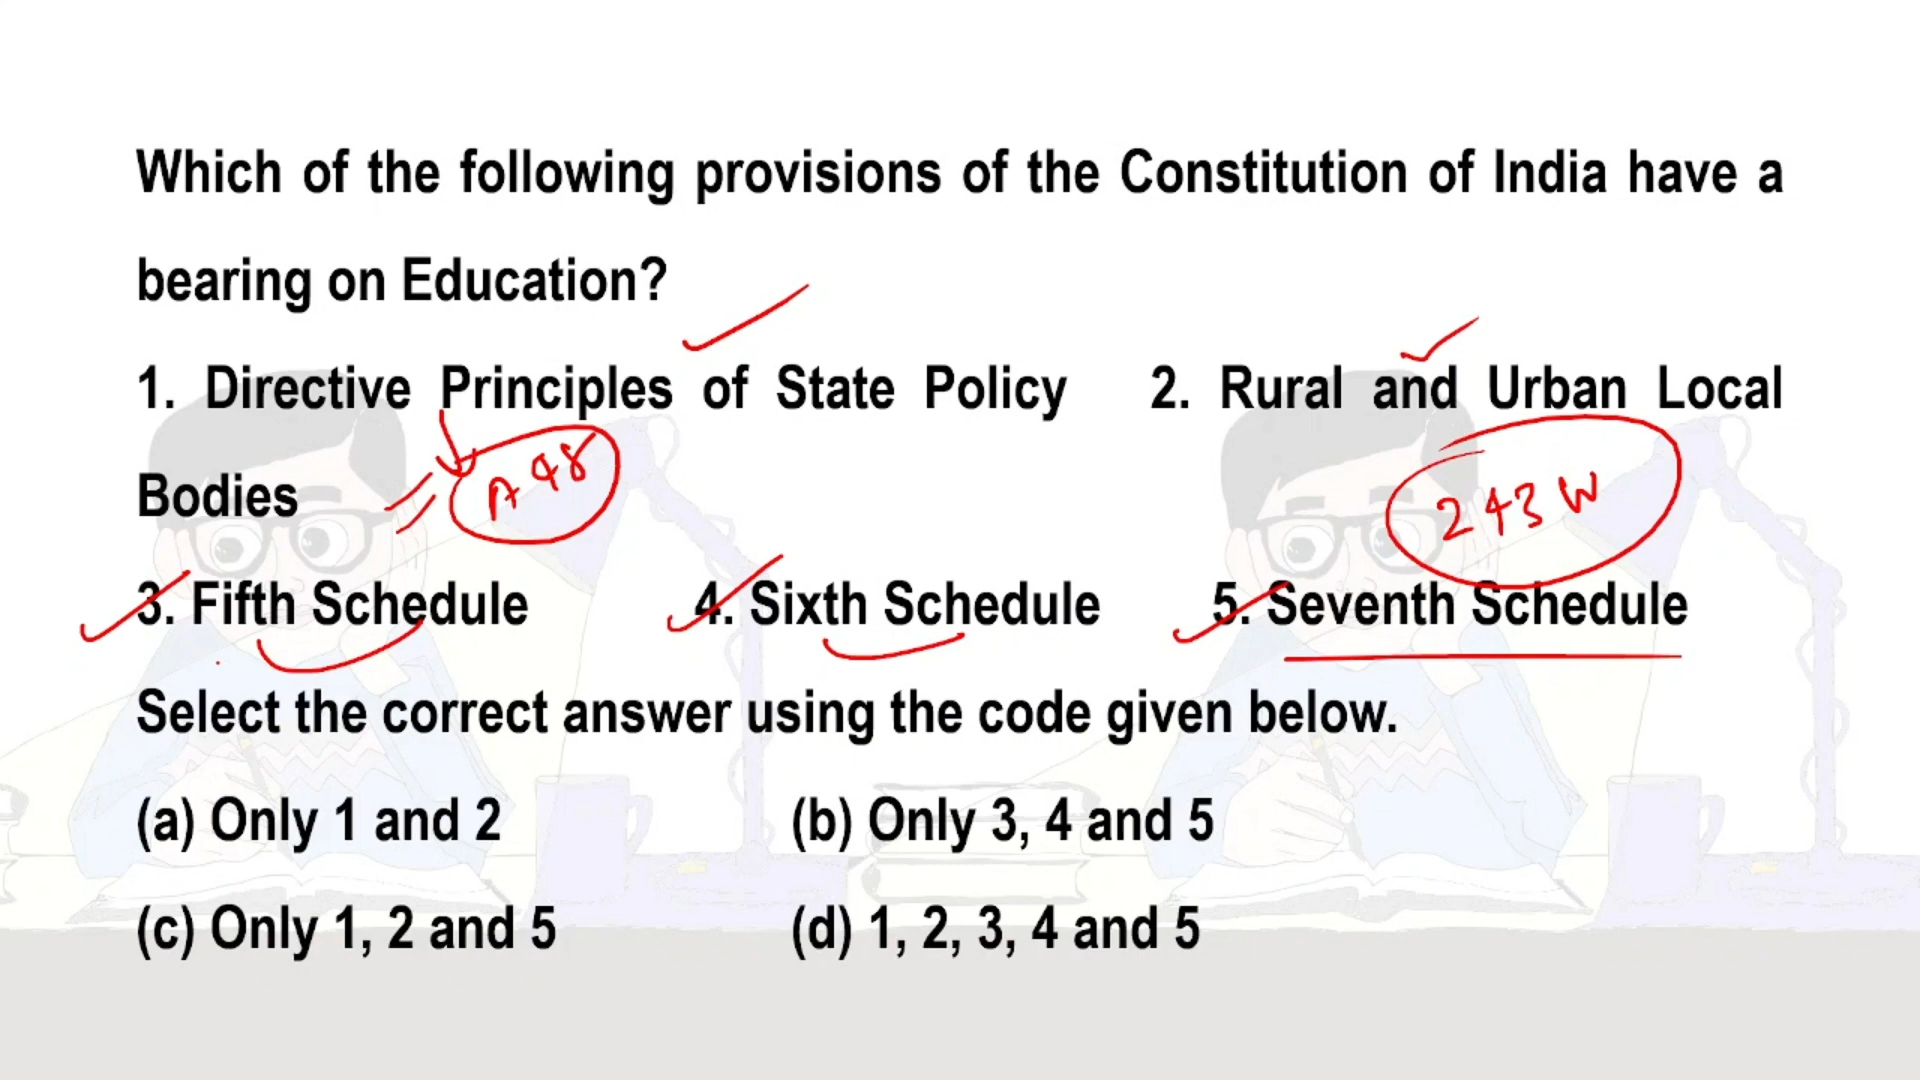 Which of the following provisions of the Constitution of India have a
bearing on Education?
1. Directive Principles of State Policy 2. Rural and Urban Local
Bodies
A 48
243 W
3. Fifth Schedule 4. Sixth Schedule 5. Seventh Schedule
Select the correct answer using the code given below.
(a) Only 1 and 2 (b) Only 3, 4 and 5
(c) Only 1, 2 and 5 (d) 1, 2, 3, 4 and 5